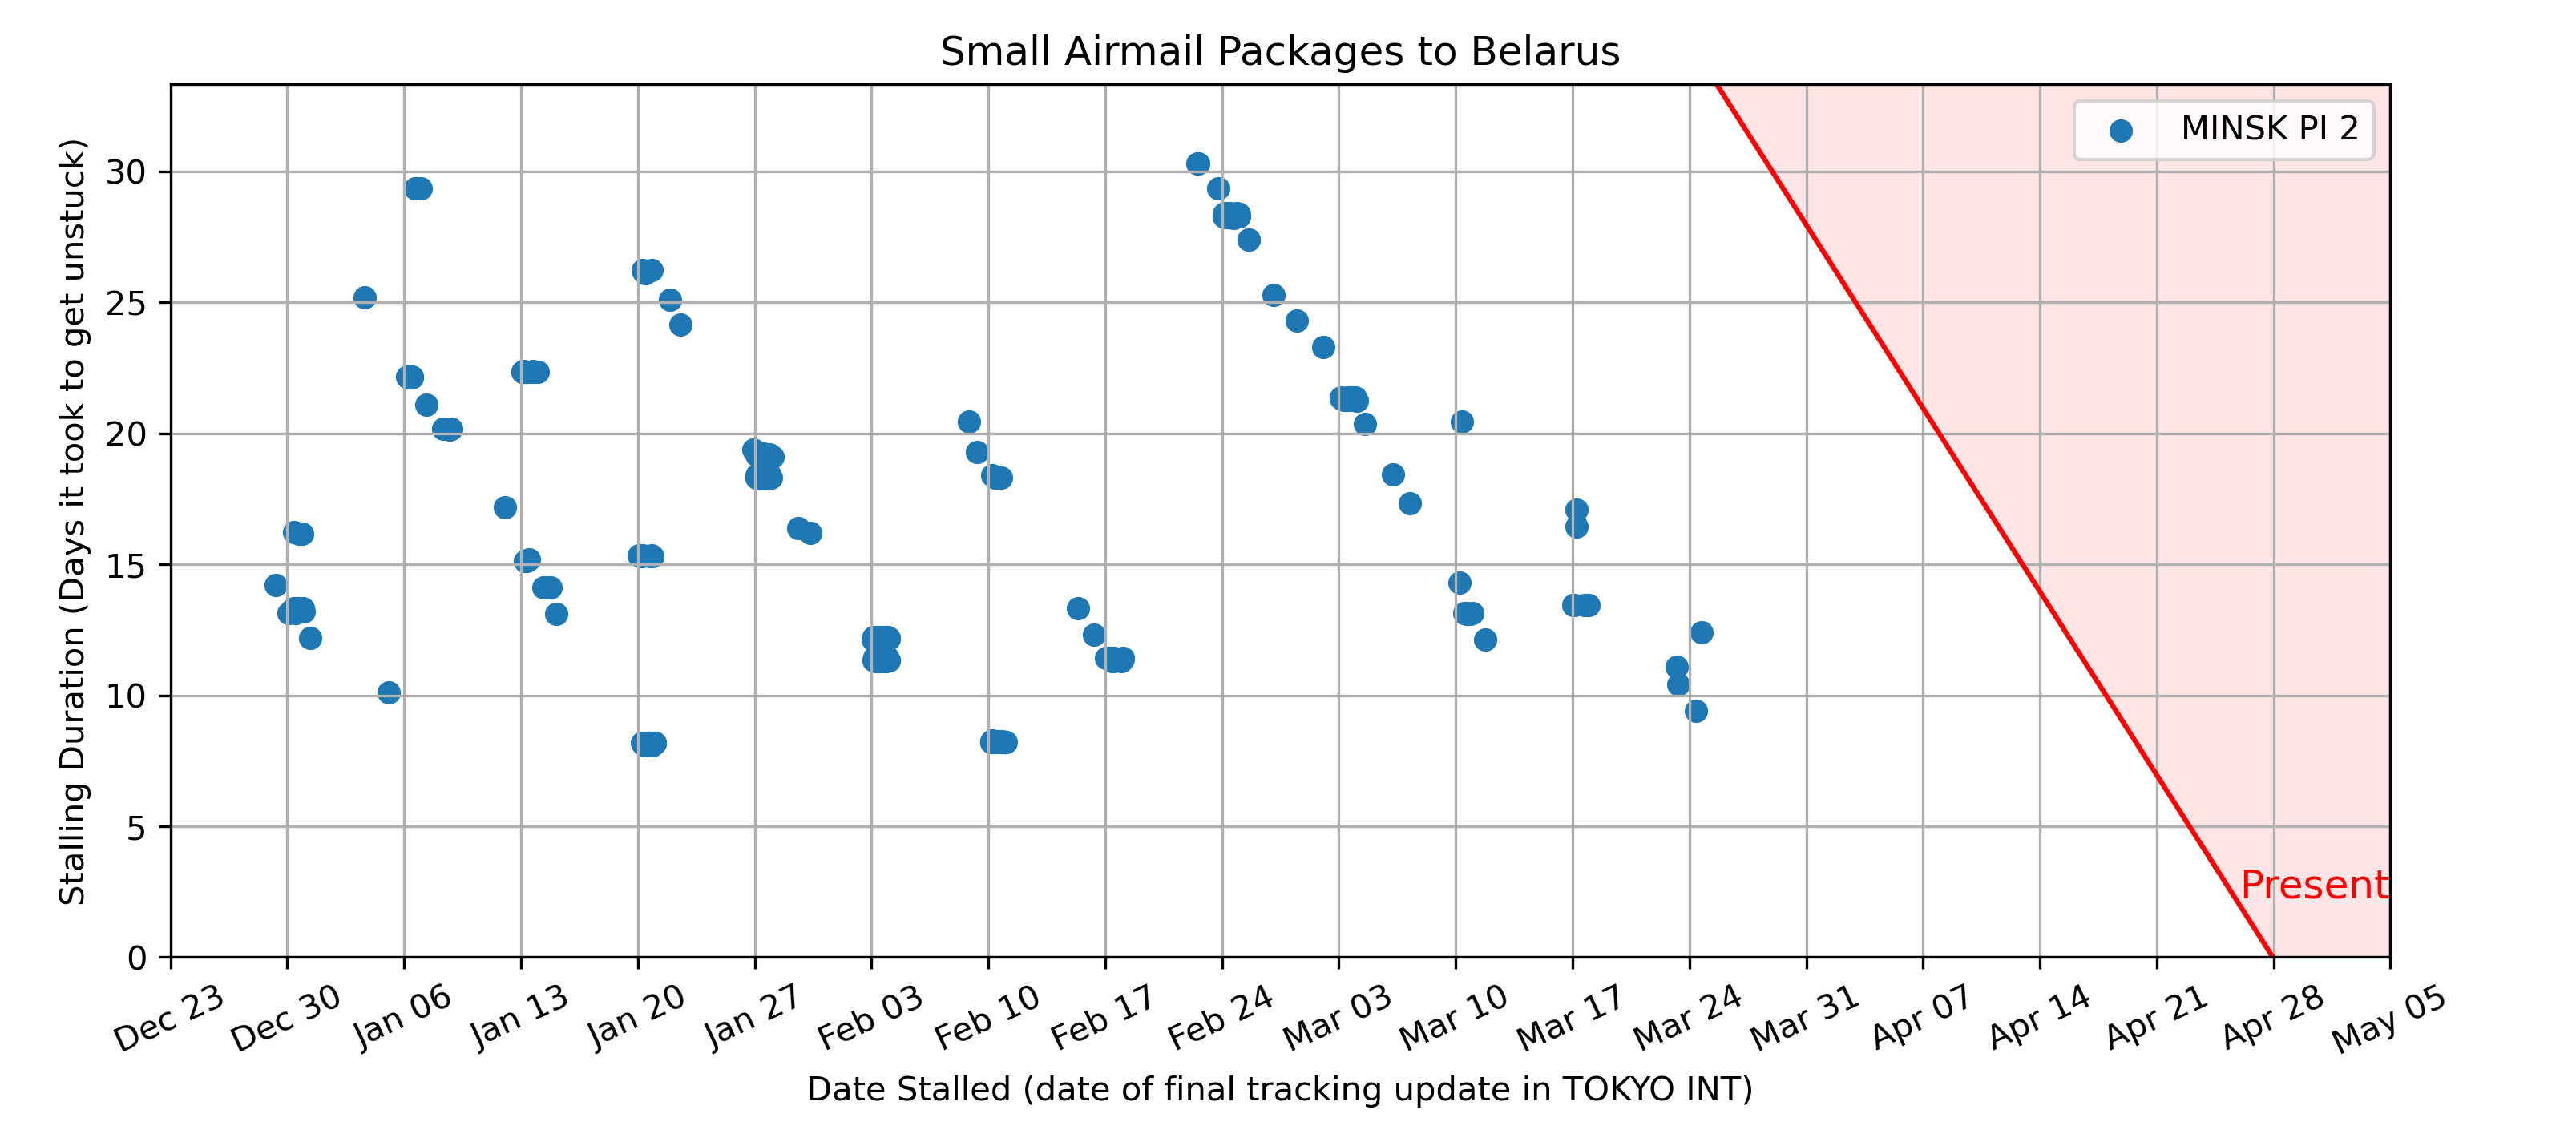 Small Airmail Packages to Belarus
MINSK PI 2
Stalling Duration (Days it took to get unstuck)
30
25
20
15
10
5
0
Present
Dec 23
Dec 30
Jan 06
Jan 13
Jan 20
Jan 27
Feb 03
Feb 10
Feb 17
Feb 24
Mar 03
Mar 10
Mar 17
Mar 24
Mar 31
Apr 07
Apr 14
Apr 21
Apr 28
May 05
Date Stalled (date of final tracking update in TOKYO INT)